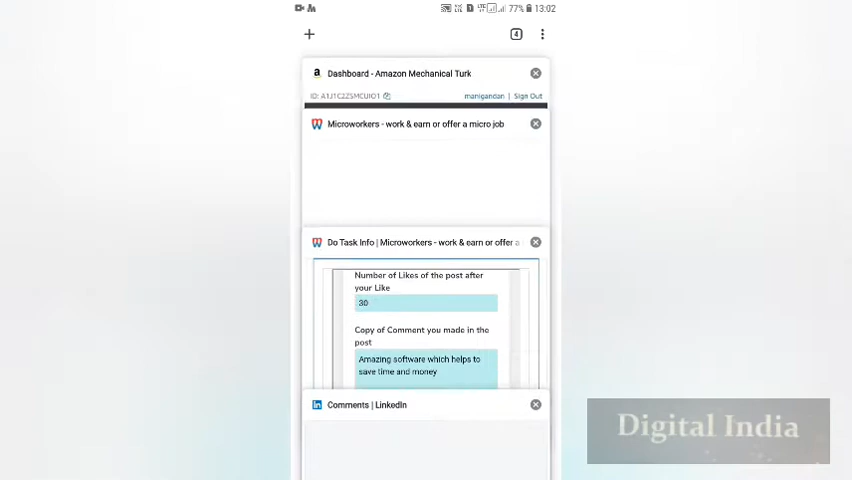 77% 13:02
4
Dashboard - Amazon Mechanical Turk
ID: A1J1C2ZSMCUIO1
manigandan | Sign Out
Microworkers - work & earn or offer a micro job
Do Task Info | Microworkers - work & earn or offer a
Number of Likes of the post after
your Like
30
Copy of Comment you made in the
post
Amazing software which helps to
save time and money
Comments | LinkedIn
Digital India